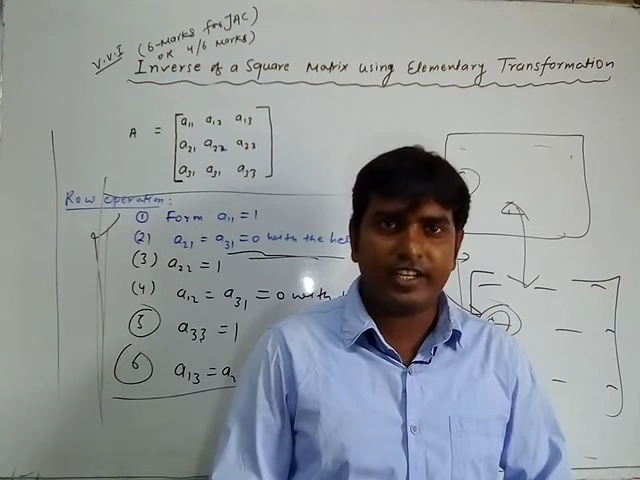 (6-Marks for JAC)
V.V.I or 4/6 Marks)
Inverse of a Square Matrix using Elementary Transformation
A = [a11 a12 a13
a21 a22 a23
a31 a31 a33]
Row operation:
① Form a11 = 1
(2) a21 = a31 = 0 with the hel
(3) a22 = 1
(4) a12 = a31 = 0 with
⑤ a33 = 1
⑥ a13 = a